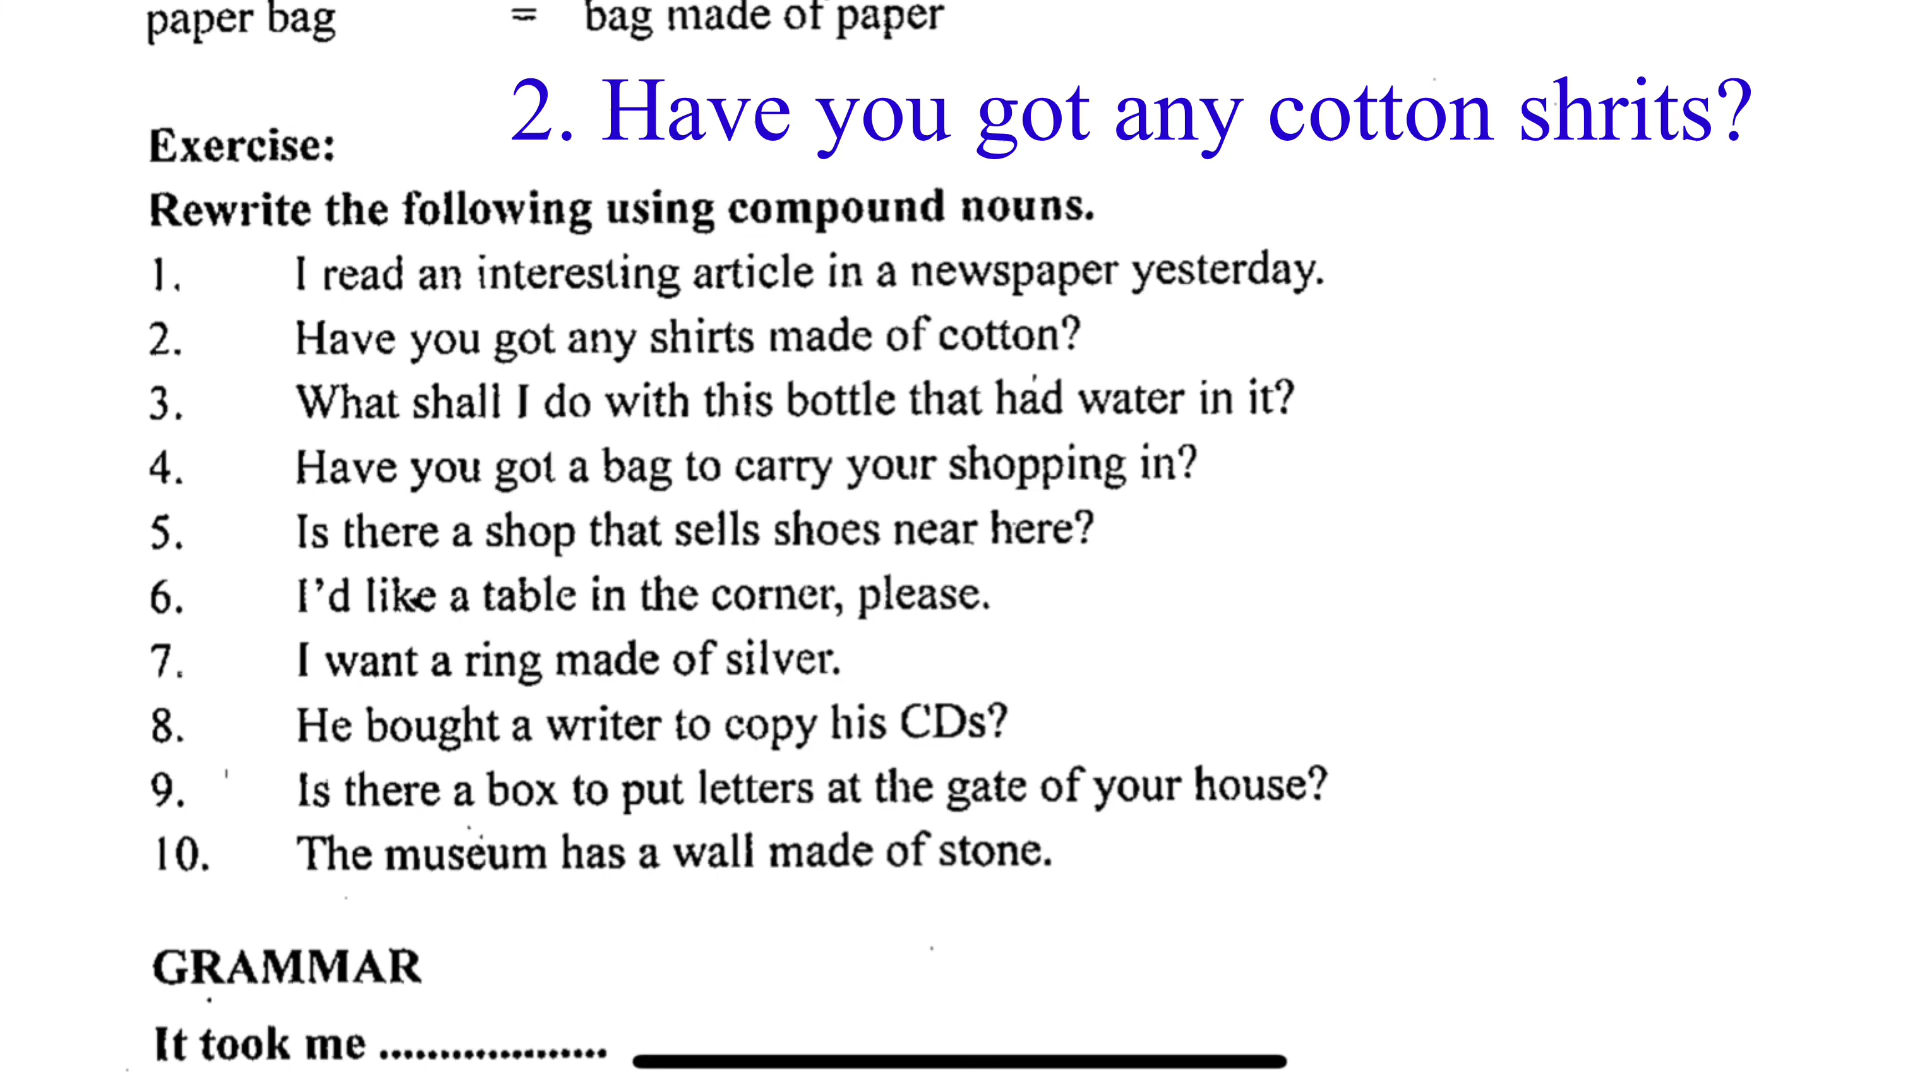 paper bag = bag made of paper
2. Have you got any cotton shrits?
Exercise:
Rewrite the following using compound nouns.
1. I read an interesting article in a newspaper yesterday.
2. Have you got any shirts made of cotton?
3. What shall I do with this bottle that had water in it?
4. Have you got a bag to carry your shopping in?
5. Is there a shop that sells shoes near here?
6. I'd like a table in the corner, please.
7. I want a ring made of silver.
8. He bought a writer to copy his CDs?
9. Is there a box to put letters at the gate of your house?
10. The museum has a wall made of stone.
GRAMMAR
It took me ...................